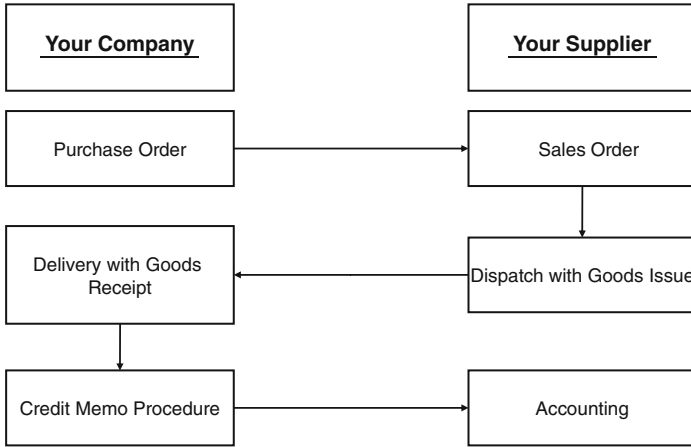 Your Company
Your Supplier
Purchase Order
Sales Order
Delivery with Goods
Receipt
Dispatch with Goods Issue
Credit Memo Procedure
Accounting